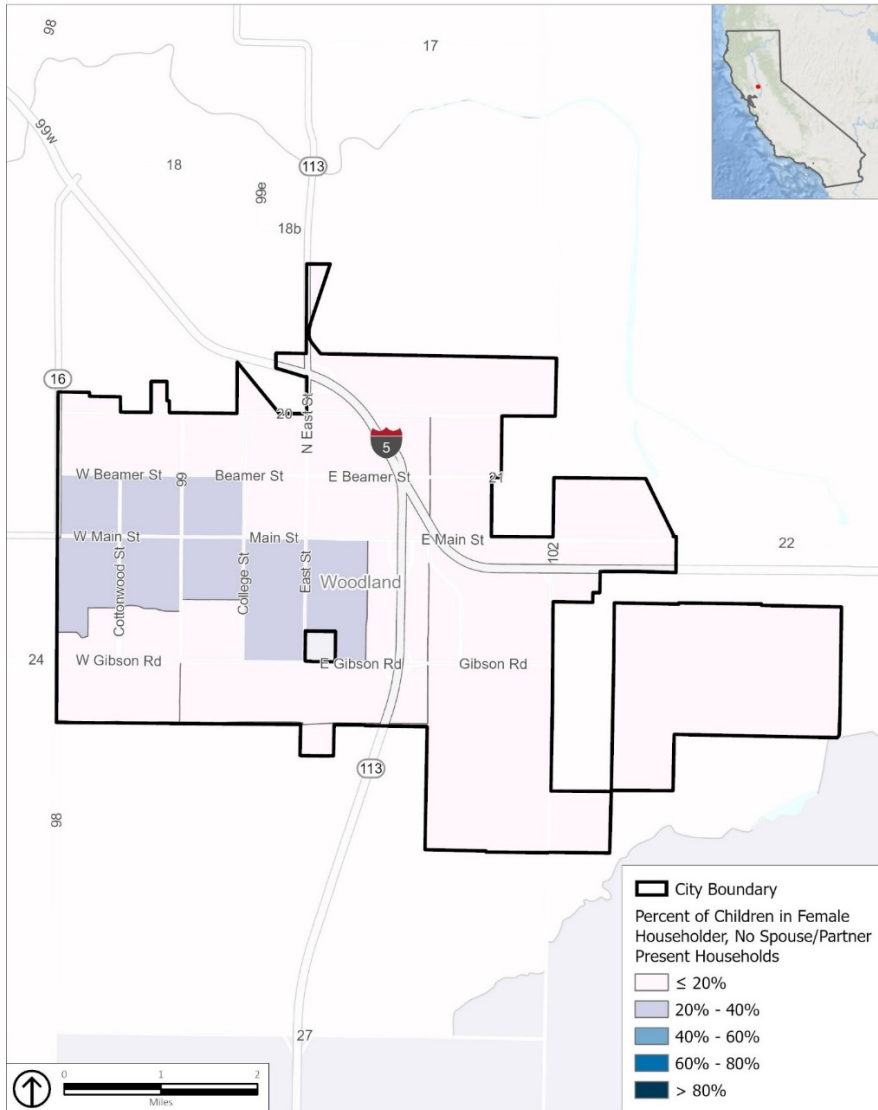 98
17
99w
18
113
99e
18b
16
20
N East St
5
W Beamer St
99
Beamer St
E Beamer St
21
W Main St
Main St
E Main St
102
22
Cottonwood St
College St
East St
Woodland
24
W Gibson Rd
E Gibson Rd
Gibson Rd
113
98
27
City Boundary
Percent of Children in Female
Householder, No Spouse/Partner
Present Households
≤ 20%
20% - 40%
40% - 60%
60% - 80%
> 80%
0 1 2
Miles